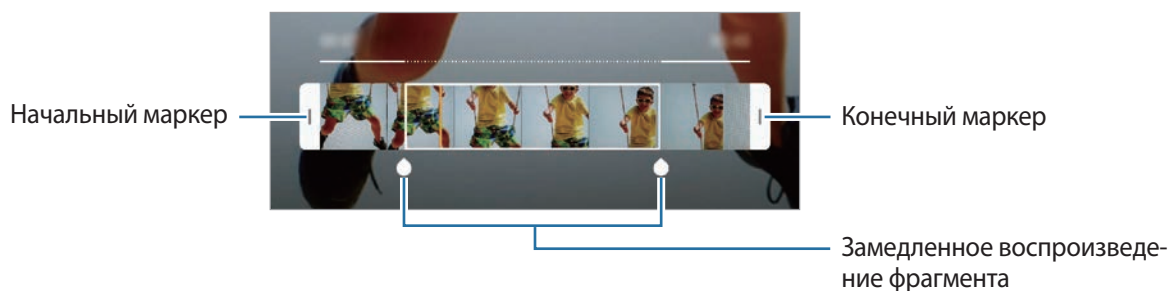 Начальный маркер
Конечный маркер
Замедленное воспроизведе-
ние фрагмента